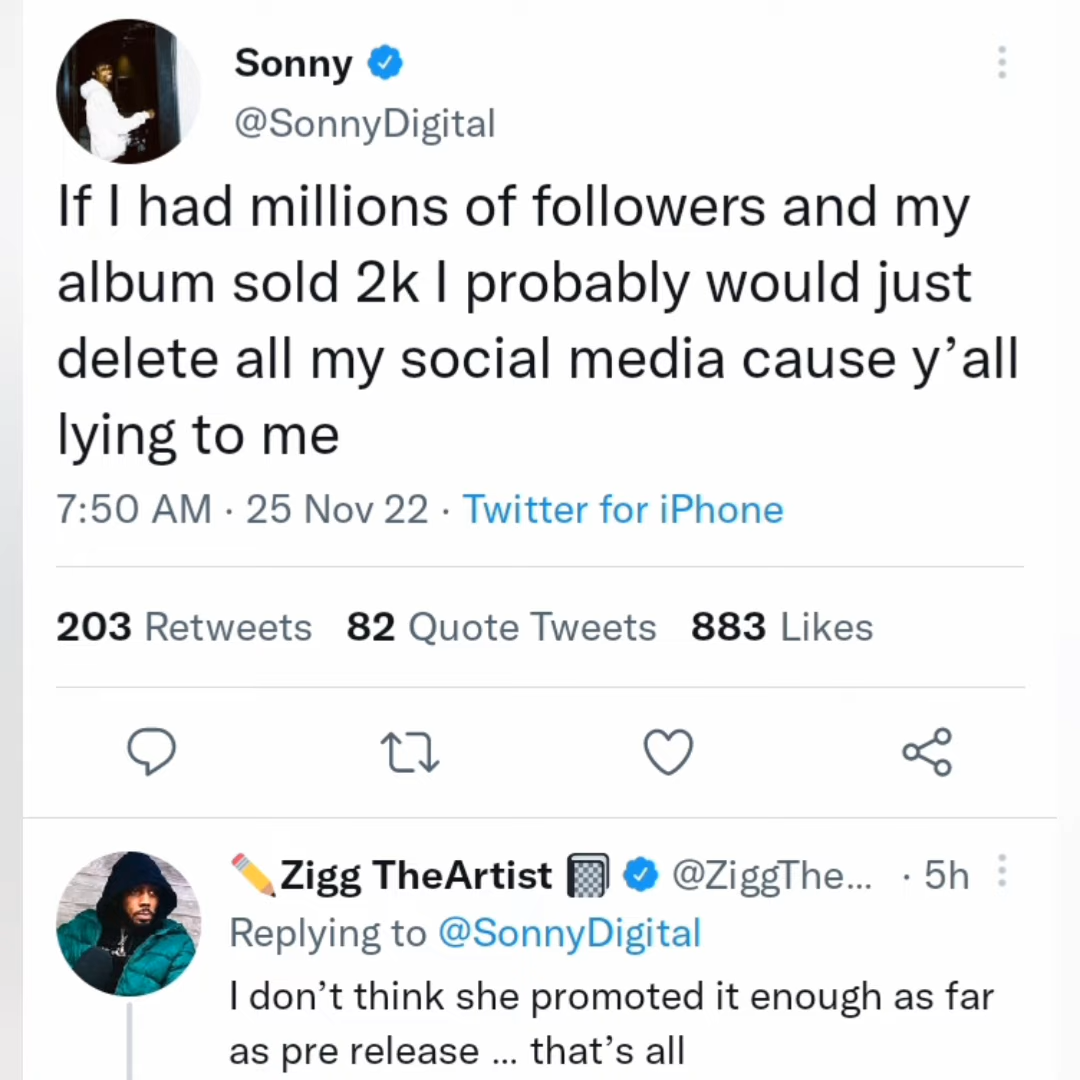 Sonny
@SonnyDigital
If I had millions of followers and my
album sold 2k I probably would just
delete all my social media cause y’all
lying to me
7:50 AM · 25 Nov 22 · Twitter for iPhone
203 Retweets 82 Quote Tweets 883 Likes
✏️Zigg TheArtist @ZiggThe... · 5h
Replying to @SonnyDigital
I don’t think she promoted it enough as far
as pre release ... that’s all